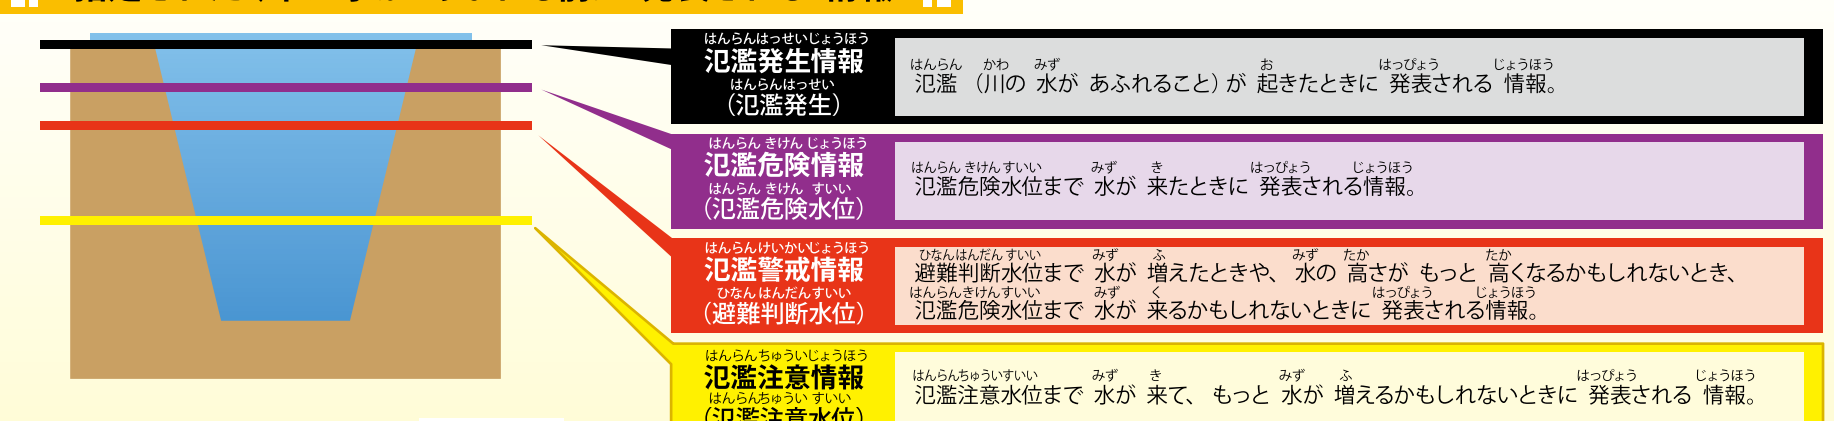 はんらんはっせいじょうほう
氾濫発生情報
はんらんはっせい
（氾濫発生）
はんらん かわ みず お はっぴょう じょうほう
氾濫 （川の 水が あふれること）が 起きたときに 発表される 情報。
はんらん きけん じょうほう
氾濫危険情報
はんらん きけん すいい
（氾濫危険水位）
はんらん きけんすいい みず き はっぴょう じょうほう
氾濫危険水位まで 水が 来たときに 発表される情報。
はんらんけいかいじょうほう
氾濫警戒情報
ひなん はんだんすいい
（避難判断水位）
ひなんはんだんすいい みず ふ みず たか たか
避難判断水位まで 水が 増えたときや、 水の 高さが もっと 高くなるかもしれないとき、
はんらんきけんすいい みず く はっぴょう じょうほう
氾濫危険水位まで 水が 来るかもしれないときに 発表される情報。
はんらんちゅういじょうほう
氾濫注意情報
はんらんちゅうい すいい
（氾濫注意水位）
はんらんちゅういすいい みず き みず ふ はっぴょう じょうほう
氾濫注意水位まで 水が 来て、 もっと 水が 増えるかもしれないときに 発表される 情報。